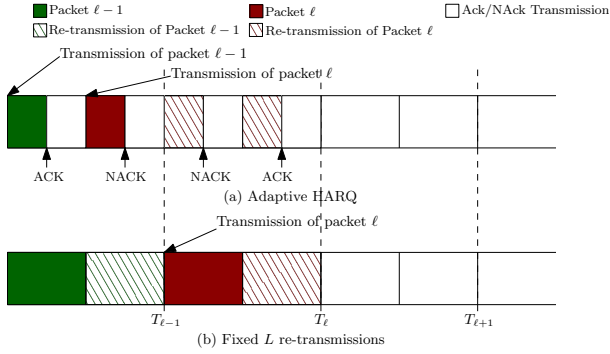 Packet ℓ − 1
Packet ℓ
Ack/NAck Transmission
Re-transmission of Packet ℓ − 1
Re-transmission of Packet ℓ
Transmission of packet ℓ − 1
Transmission of packet ℓ
ACK
NACK
NACK
ACK
(a) Adaptive HARQ
Transmission of packet ℓ
T_{ℓ−1}
T_ℓ
T_{ℓ+1}
(b) Fixed L re-transmissions